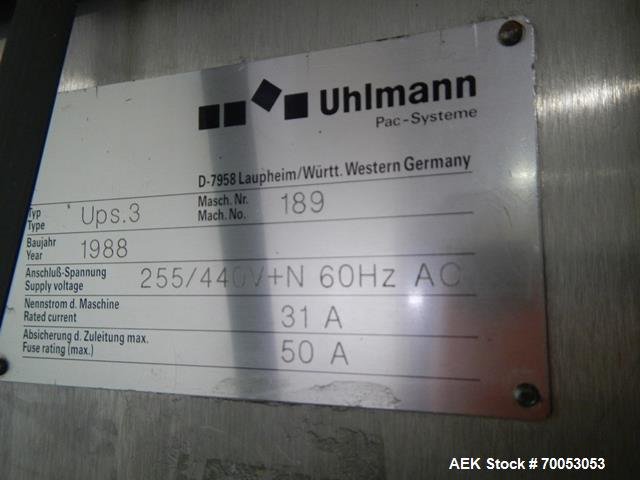 Uhlmann
Pac-Systeme
D-7958 Laupheim/Württ. Western Germany
Typ Ups.3 Masch. Nr. 189
Type Mach. No.
Baujahr 1988
Year
Anschluß-Spannung 255/440V+N 60Hz AC
Supply voltage
Nennstrom d. Maschine 31 A
Rated current
Absicherung d. Zuleitung max. 50 A
Fuse rating (max.)
AEK Stock #70053053